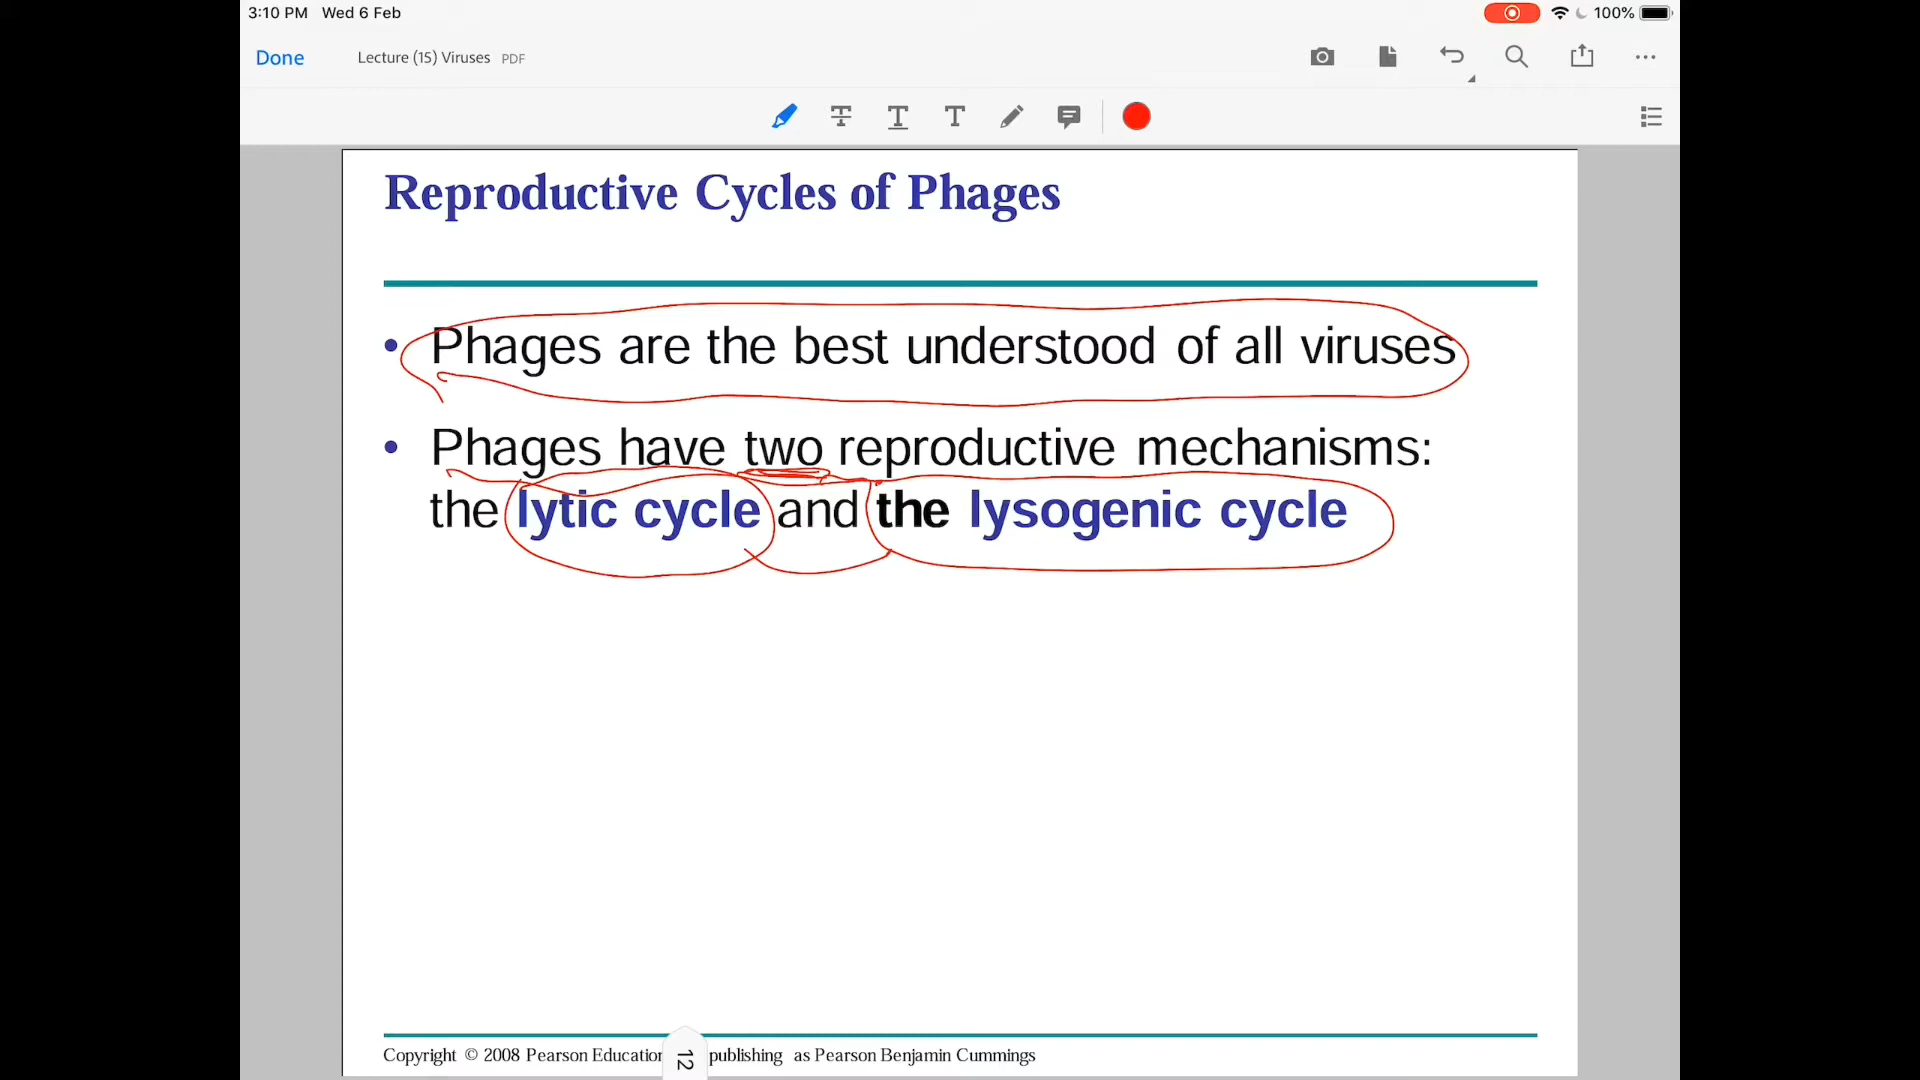 3:10 PM Wed 6 Feb
100%
Done
Lecture (15) Viruses PDF
Reproductive Cycles of Phages
• Phages are the best understood of all viruses
• Phages have two reproductive mechanisms:
the lytic cycle and the lysogenic cycle
Copyright © 2008 Pearson Education publishing as Pearson Benjamin Cummings
12